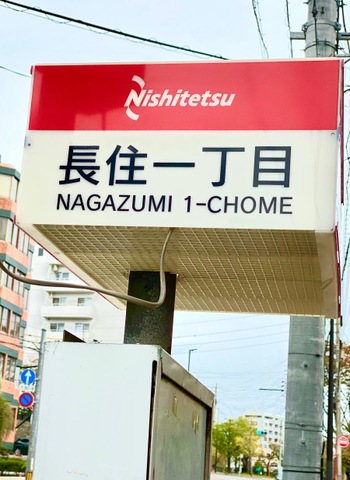 Nishitetsu
長住一丁目
NAGAZUMI 1-CHOME